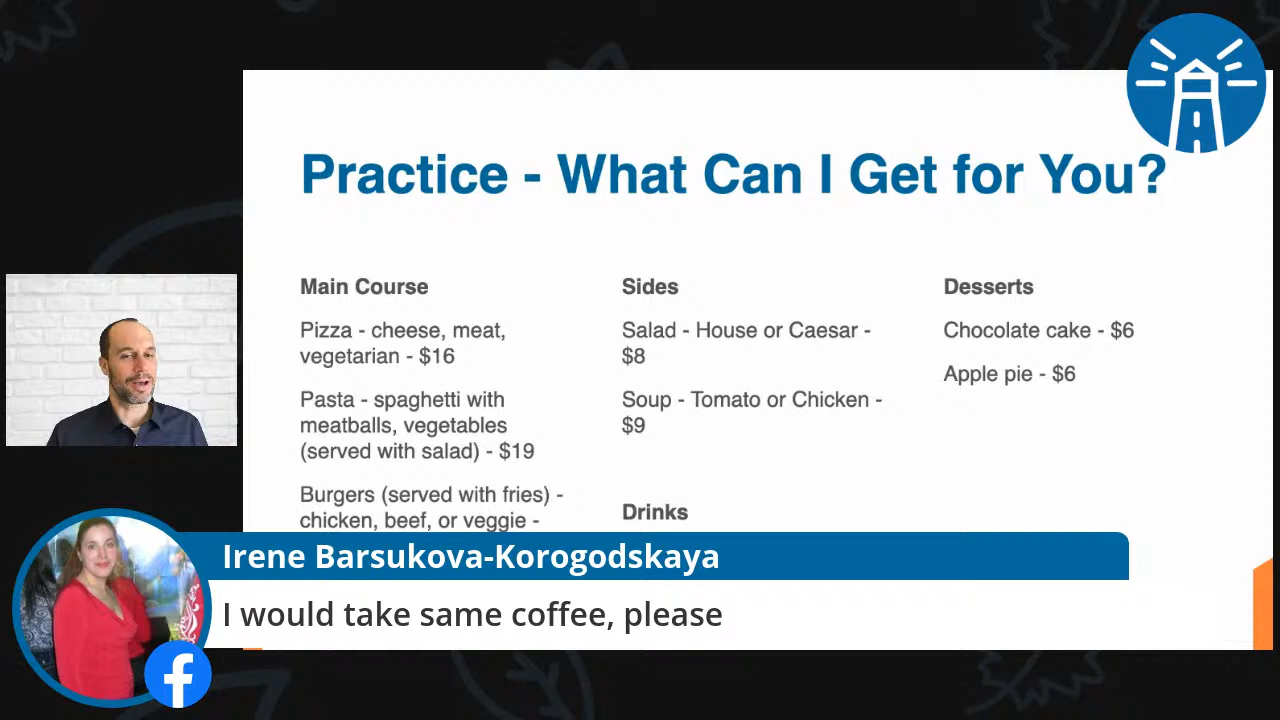 Practice - What Can I Get for You?
Main Course
Pizza - cheese, meat,
vegetarian - $16
Pasta - spaghetti with
meatballs, vegetables
(served with salad) - $19
Burgers (served with fries) -
chicken, beef, or veggie -
Sides
Salad - House or Caesar -
$8
Soup - Tomato or Chicken -
$9
Drinks
Desserts
Chocolate cake - $6
Apple pie - $6
Irene Barsukova-Korogodskaya
I would take same coffee, please